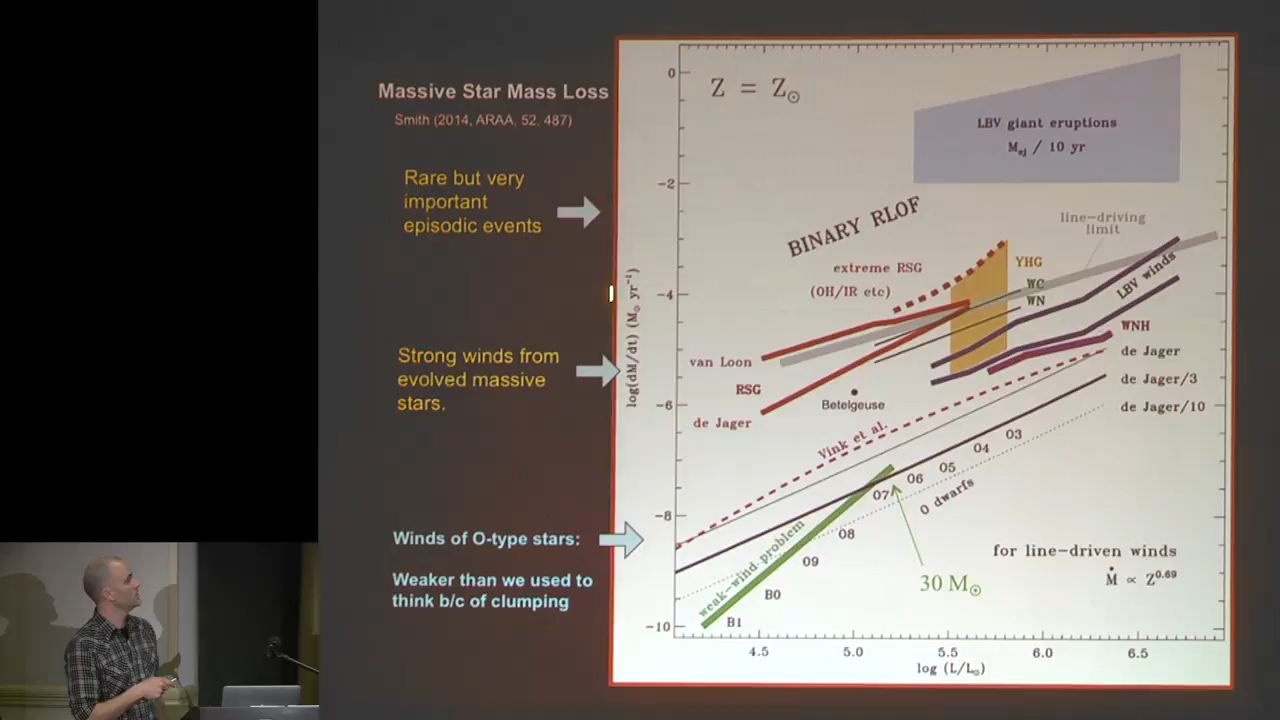 Massive Star Mass Loss
Smith (2014, ARAA, 52, 487)
Rare but very
important
episodic events
Strong winds from
evolved massive
stars.
Winds of O-type stars:
Weaker than we used to
think b/c of clumping
Z = Z⊙
LBV giant eruptions
Mej / 10 yr
BINARY RLOF
line-driving
limit
extreme RSG
(OH/IR etc)
YHG
WC
WN
LBV winds
WNH
van Loon
RSG
de Jager
Betelgeuse
de Jager
de Jager/3
de Jager/10
Vink et al.
O3
O4
O5
O6
O7
O8
O9
B0
B1
O dwarfs
weak-wind-problem
30 M⊙
for line-driven winds
Ṁ ∝ Z^0.69
log(dM/dt) (M⊙ yr⁻¹)
0
-2
-4
-6
-8
-10
4.5 5.0 5.5 6.0 6.5
log (L/L⊙)